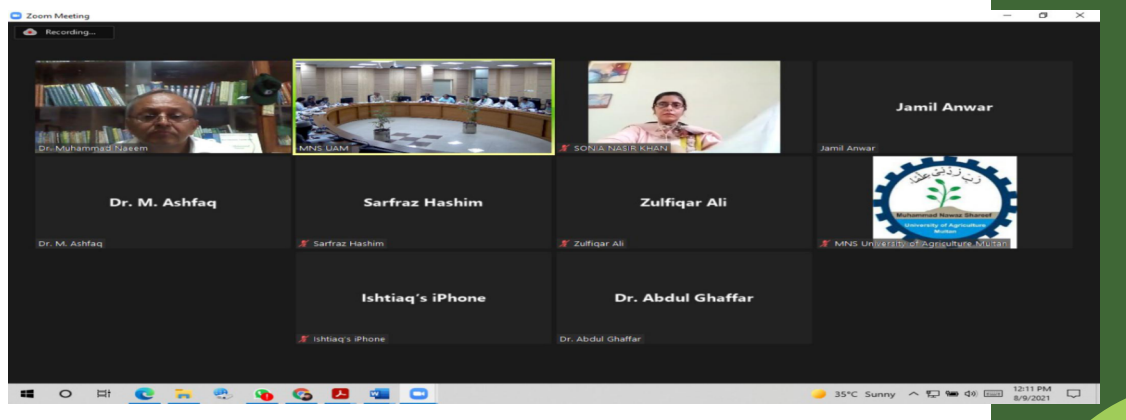 Zoom Meeting
Recording...
Dr. Muhammad Naeem
MNS UAM
SONIA NASIR KHAN
Jamil Anwar
Jamil Anwar
Dr. M. Ashfaq
Dr. M. Ashfaq
Sarfraz Hashim
Sarfraz Hashim
Zulfiqar Ali
Zulfiqar Ali
Muhammad Nawaz Shareef
University of Agriculture
Multan
MNS University of Agriculture Multan
Ishtiaq's iPhone
Ishtiaq's iPhone
Dr. Abdul Ghaffar
Dr. Abdul Ghaffar
35°C Sunny
12:11 PM
8/9/2021